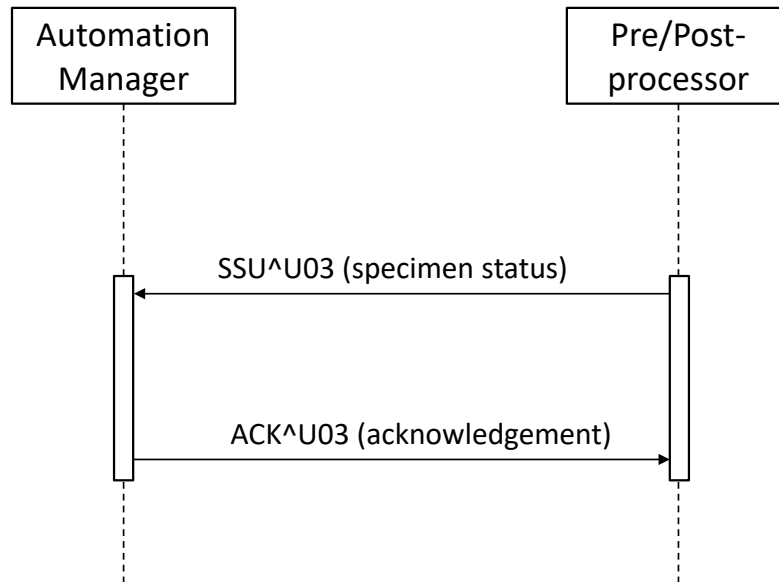 Automation
Manager
Pre/Post-
processor
SSU^U03 (specimen status)
ACK^U03 (acknowledgement)